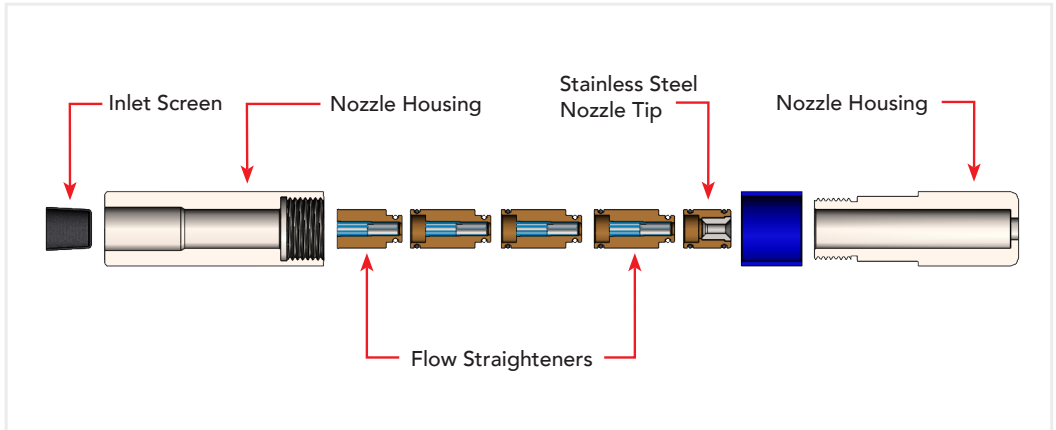 Inlet Screen
Nozzle Housing
Stainless Steel
Nozzle Tip
Nozzle Housing
Flow Straighteners